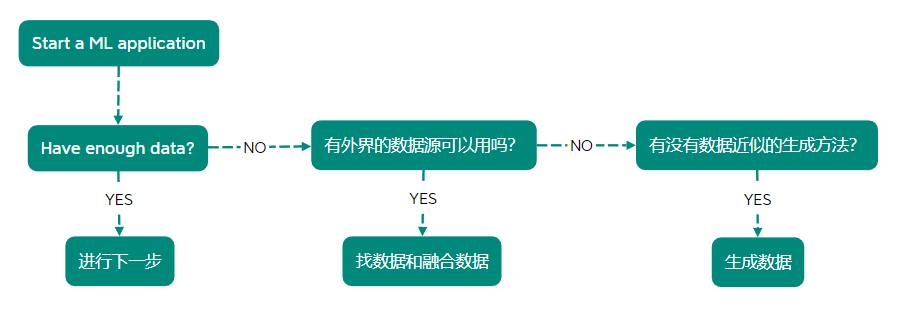 Start a ML application
Have enough data?
NO
有外界的数据源可以用吗?
NO
有没有数据近似的生成方法?
YES
YES
YES
进行下一步
找数据和融合数据
生成数据